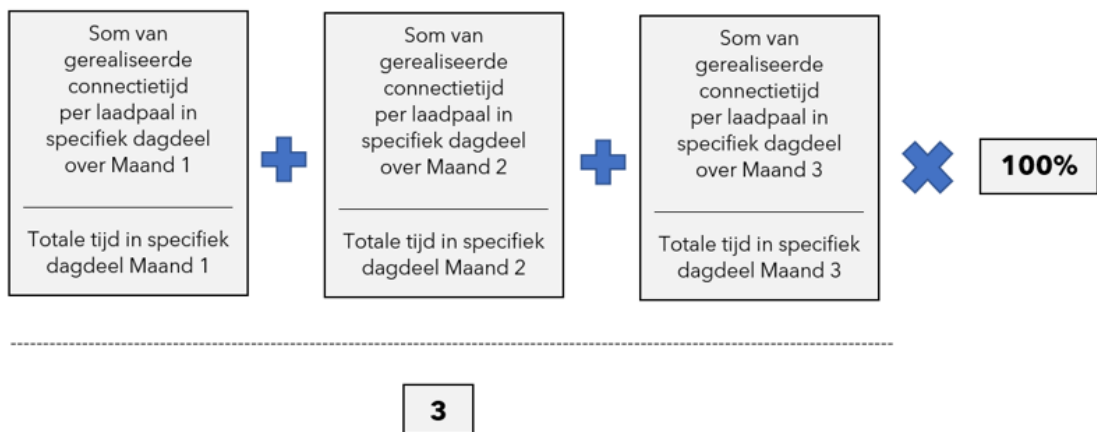 Som van
gerealiseerde
connectietijd
per laadpaal in
specifiek dagdeel
over Maand 1
Totale tijd in specifiek
dagdeel Maand 1
Som van
gerealiseerde
connectietijd
per laadpaal in
specifiek dagdeel
over Maand 2
Totale tijd in specifiek
dagdeel Maand 2
Som van
gerealiseerde
connectietijd
per laadpaal in
specifiek dagdeel
over Maand 3
Totale tijd in specifiek
dagdeel Maand 3
100%
3